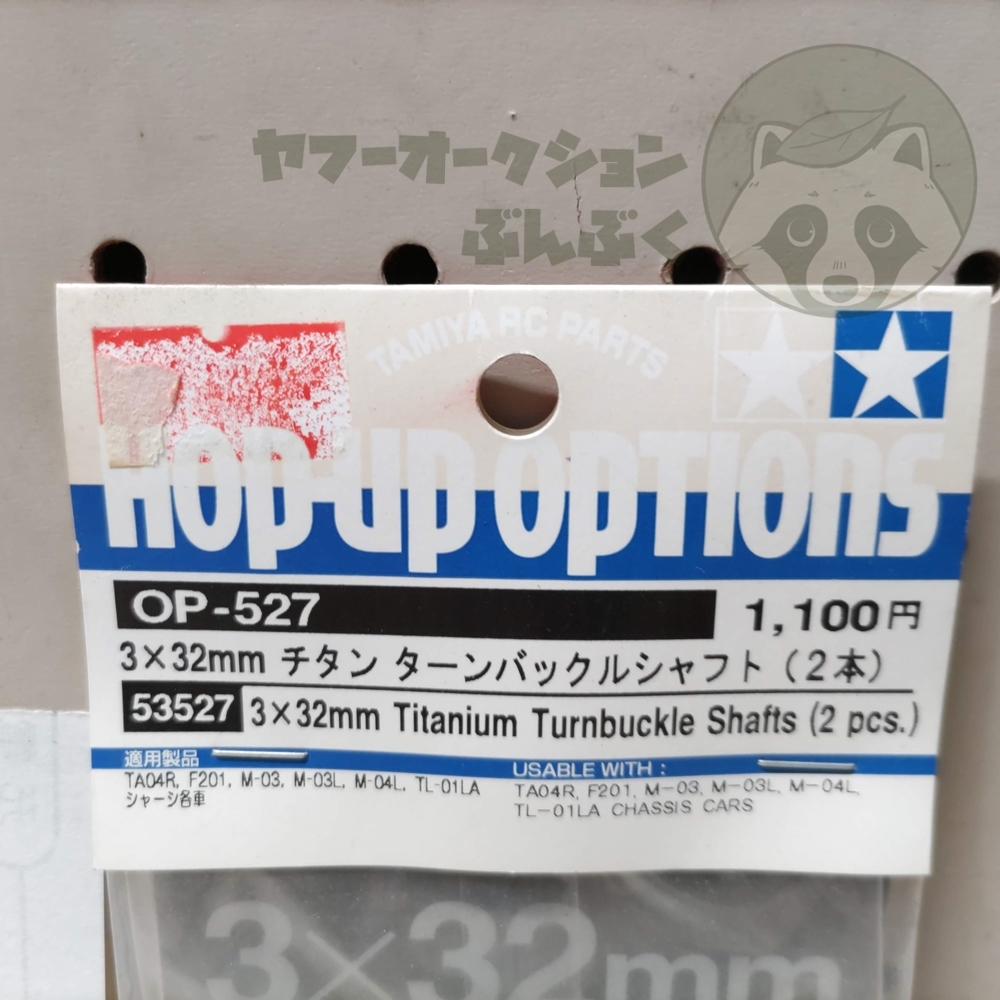 ヤフーオークション
ぶんぶく
TAMIYA RC PARTS
HOP-UP OPTIONS
OP-527 1,100円
3×32mm チタン ターンバックルシャフト（2本）
53527 3×32mm Titanium Turnbuckle Shafts (2 pcs.)
適用製品
TA04R, F201, M-03, M-03L, M-04L, TL-01LA
シャーシ各車
USABLE WITH :
TA04R, F201, M-03, M-03L, M-04L,
TL-01LA CHASSIS CARS
3×32mm